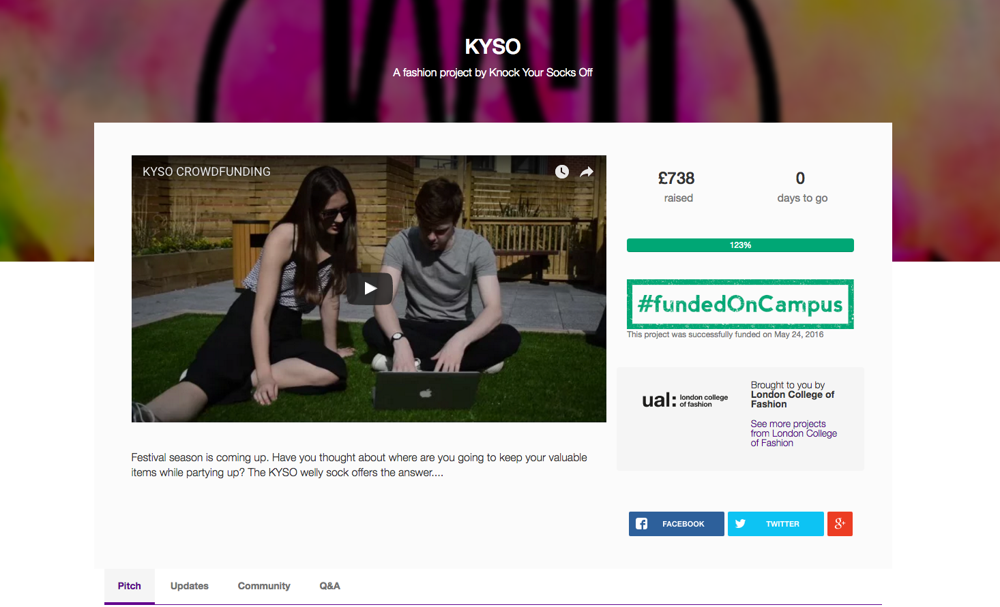 KYSO
A fashion project by Knock Your Socks Off
KYSO CROWDFUNDING
£738
raised
0
days to go
123%
#fundedOnCampus
This project was successfully funded on May 24, 2016
ual: london college
of fashion
Brought to you by
London College of
Fashion
See more projects
from London College
of Fashion
Festival season is coming up. Have you thought about where are you going to keep your valuable
items while partying up? The KYSO welly sock offers the answer....
FACEBOOK
TWITTER
g+
Pitch
Updates
Community
Q&A